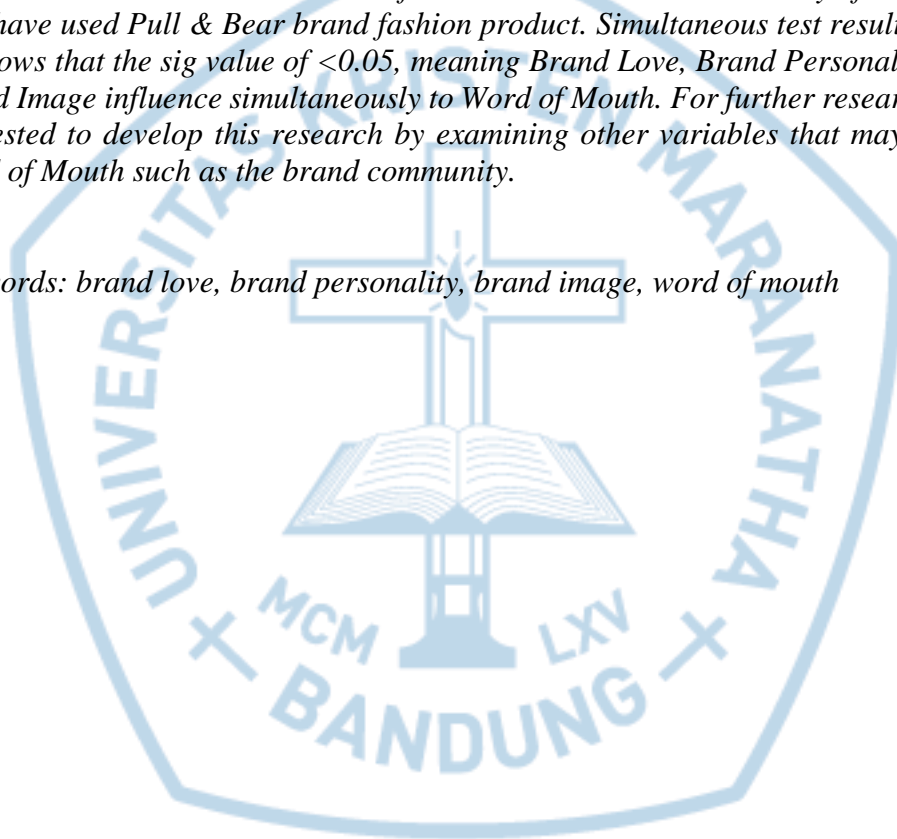 have used Pull & Bear brand fashion product. Simultaneous test result
ows that the sig value of <0.05, meaning Brand Love, Brand Personal
d Image influence simultaneously to Word of Mouth. For further resear
ested to develop this research by examining other variables that may
of Mouth such as the brand community.
ords: brand love, brand personality, brand image, word of mouth
UNIVERSITAS KRISTEN MARANATHA
MCM LXV
BANDUNG